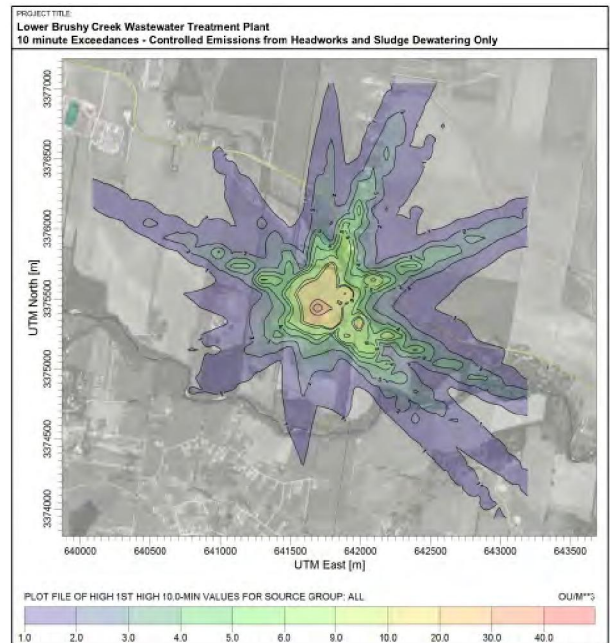 PROJECT TITLE:
Lower Brushy Creek Wastewater Treatment Plant
10 minute Exceedances - Controlled Emissions from Headworks and Sludge Dewatering Only
UTM North [m]
3377000
3376500
3376000
3375500
3375000
3374500
3374000
640000 640500 641000 641500 642000 642500 643000 643500
UTM East [m]
PLOT FILE OF HIGH 1ST HIGH 10.0-MIN VALUES FOR SOURCE GROUP: ALL OU/M**3
1.0 2.0 3.0 4.0 5.0 6.0 9.0 10.0 20.0 30.0 40.0